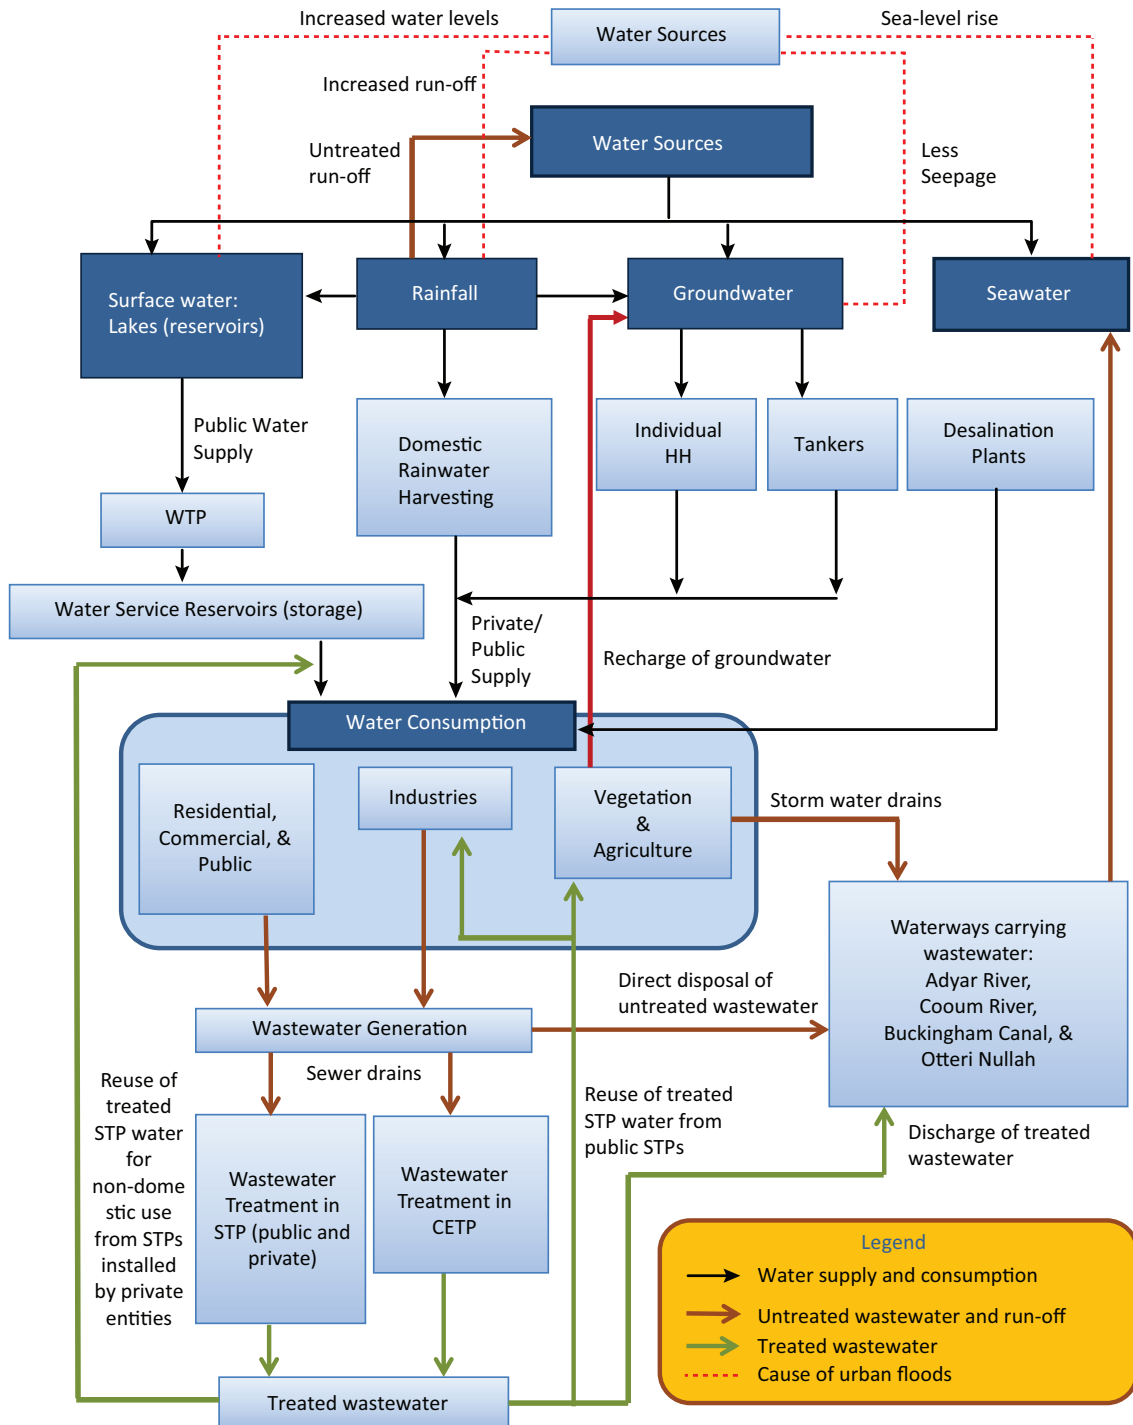 Increased water levels
Water Sources
Sea-level rise
Increased run-off
Untreated
run-off
Water Sources
Less
Seepage
Surface water:
Lakes (reservoirs)
Rainfall
Groundwater
Seawater
Public Water
Supply
Domestic
Rainwater
Harvesting
Individual
HH
Tankers
Desalination
Plants
WTP
Water Service Reservoirs (storage)
Private/
Public
Supply
Recharge of groundwater
Water Consumption
Residential,
Commercial, &
Public
Industries
Vegetation
&
Agriculture
Storm water drains
Waterways carrying
wastewater:
Adyar River,
Cooum River,
Buckingham Canal, &
Otteri Nullah
Direct disposal of
untreated wastewater
Wastewater Generation
Sewer drains
Reuse of
treated
STP water
for
non-dome
stic use
from STPs
installed
by private
entities
Wastewater
Treatment in
STP (public and
private)
Wastewater
Treatment in
CETP
Reuse of treated
STP water from
public STPs
Discharge of treated
wastewater
Treated wastewater
Legend
Water supply and consumption
Untreated wastewater and run-off
Treated wastewater
Cause of urban floods